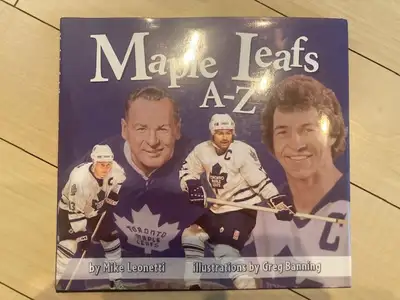 Maple Leafs
A-Z
C
C
TORONTO
MAPLE
LEAFS
C
by Mike Leonetti illustrations by Greg Banning